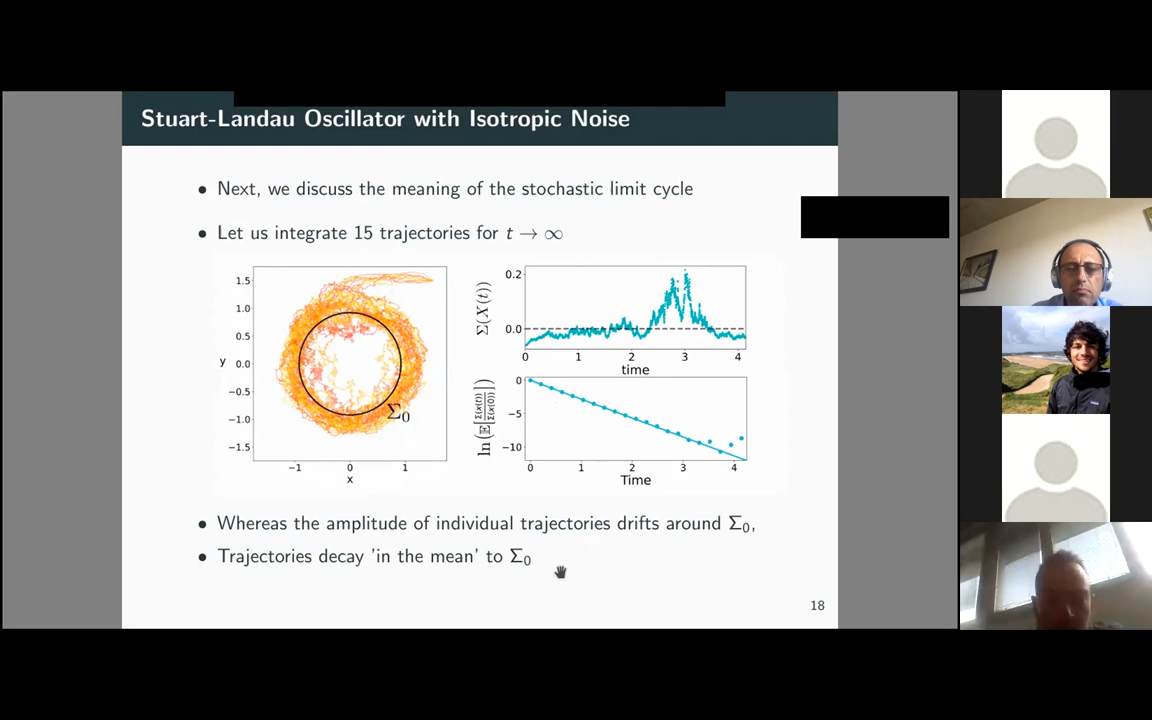 Stuart-Landau Oscillator with Isotropic Noise
• Next, we discuss the meaning of the stochastic limit cycle
• Let us integrate 15 trajectories for t → ∞
1.5
1.0
0.5
0.0
−0.5
−1.0
−1.5
y
−1
0
1
x
Σ₀
Σ(X(t))
0.2
0.0
0
1
2
3
4
time
ln(𝔼[Σ(x(t))/Σ(x(0))])
0
−5
−10
0
1
2
3
4
Time
• Whereas the amplitude of individual trajectories drifts around Σ₀,
• Trajectories decay 'in the mean' to Σ₀
18